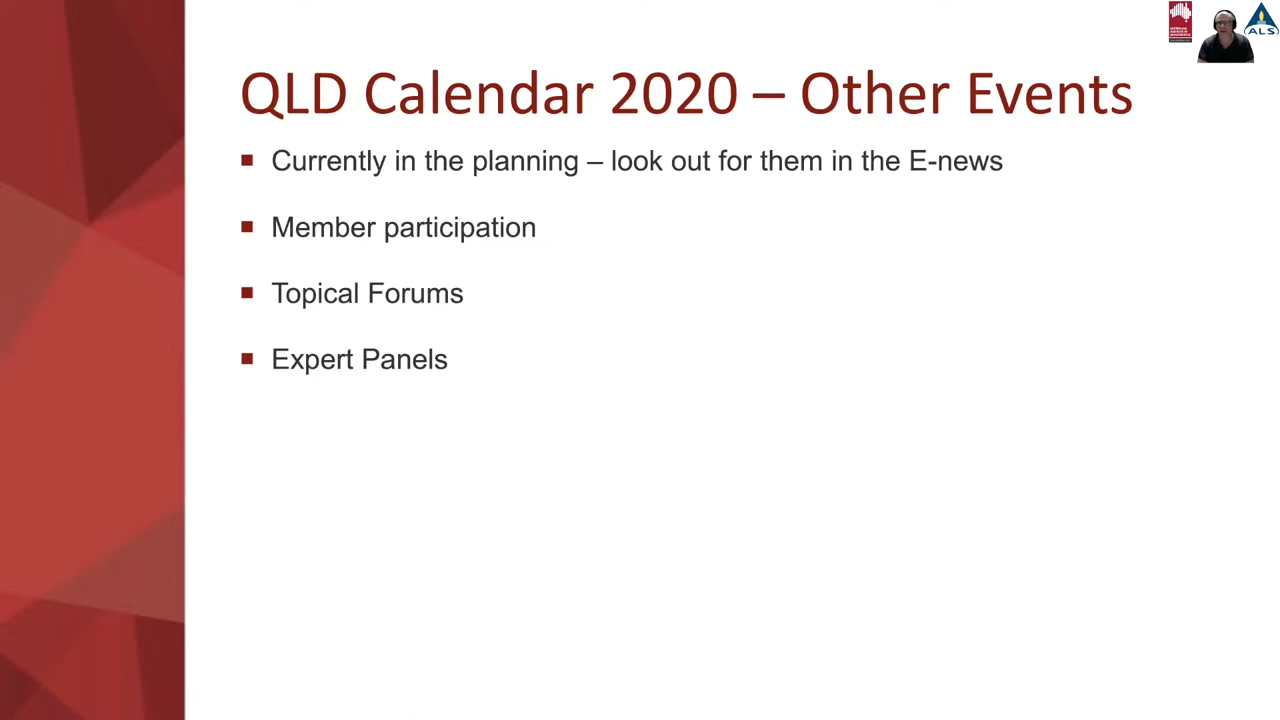 QLD Calendar 2020 – Other Events
Currently in the planning – look out for them in the E-news
Member participation
Topical Forums
Expert Panels
ALS